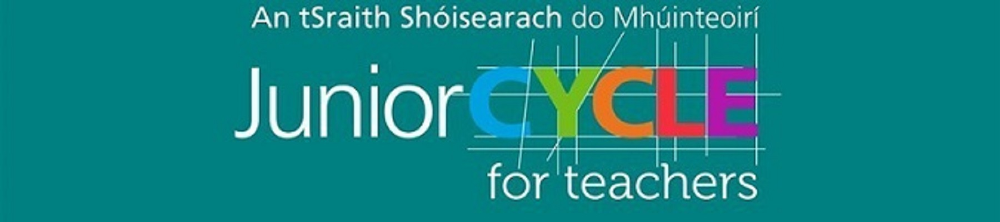 An tSraith Shóisearach do Mhúinteoirí
JuniorCYCLE
for teachers